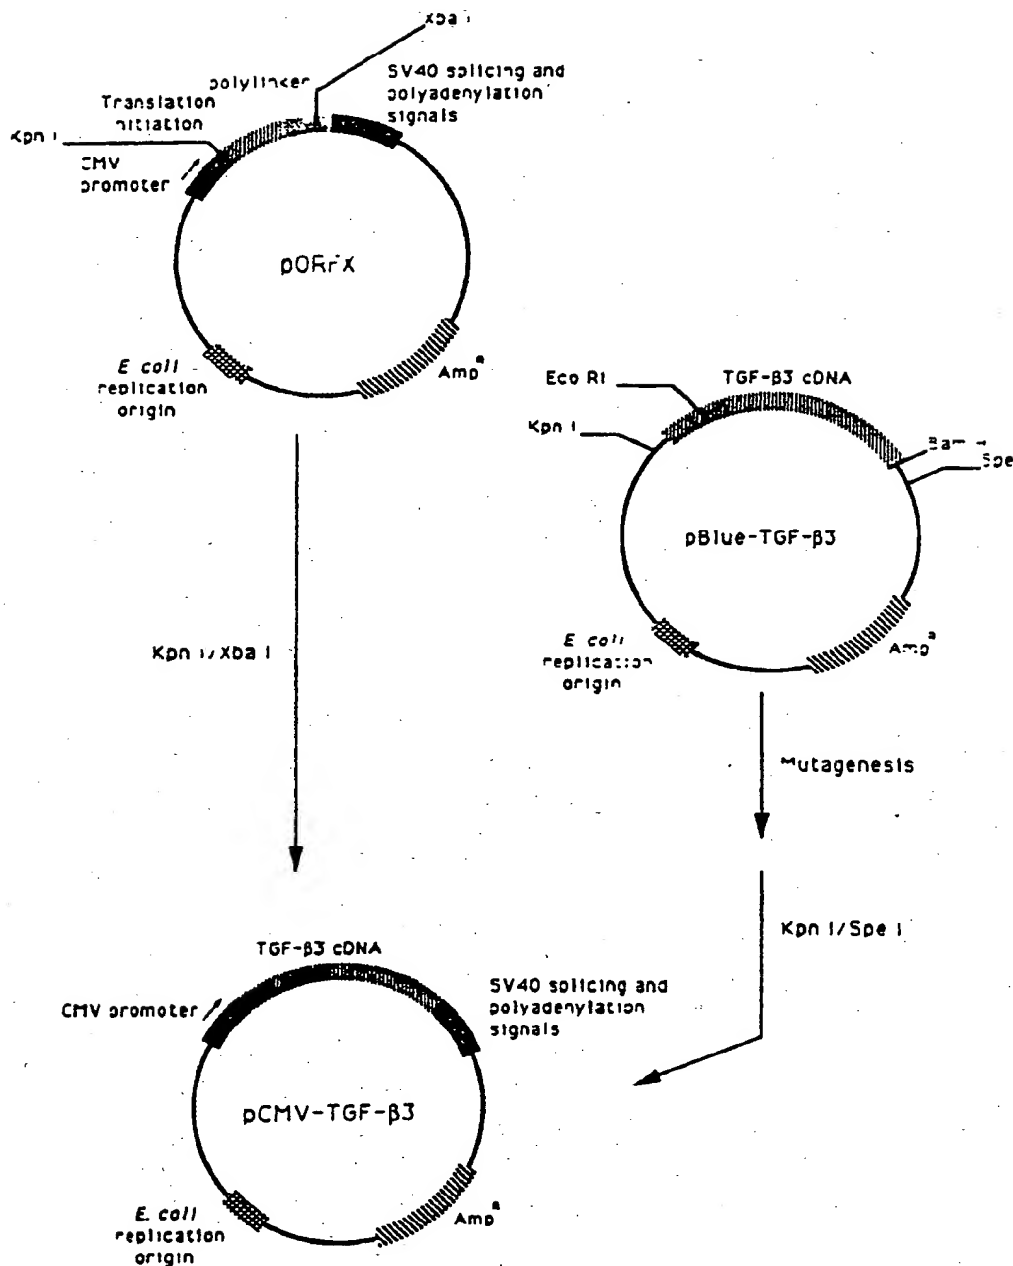 Xba I
polylinker
SV40 splicing and
polyadenylation
signals
Translation
initiation
Kpn I
CMV
promoter
pORFX
E coli
replication
origin
Amp R
Eco RI
TGF-β3 cDNA
Kpn I
Bam
Spe
pBlue-TGF-β3
Kpn I/Xba I
E coli
replication
origin
Amp R
Mutagenesis
Kpn I/Spe I
TGF-β3 cDNA
CMV promoter
SV40 splicing and
polyadenylation
signals
pCMV-TGF-β3
E. coli
replication
origin
Amp R